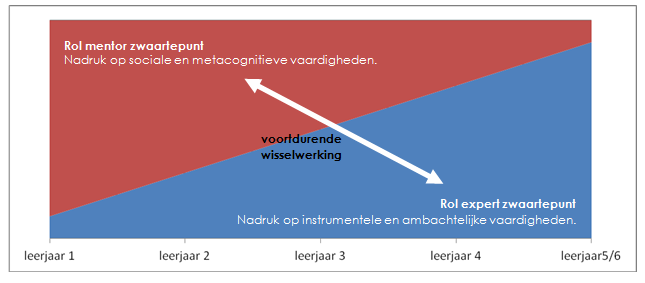 Rol mentor zwaartepunt
Nadruk op sociale en metacognitieve vaardigheden.
voortdurende
wisselwerking
Rol expert zwaartepunt
Nadruk op instrumentele en ambachtelijke vaardigheden.
leerjaar 1
leerjaar 2
leerjaar 3
leerjaar 4
leerjaar5/6